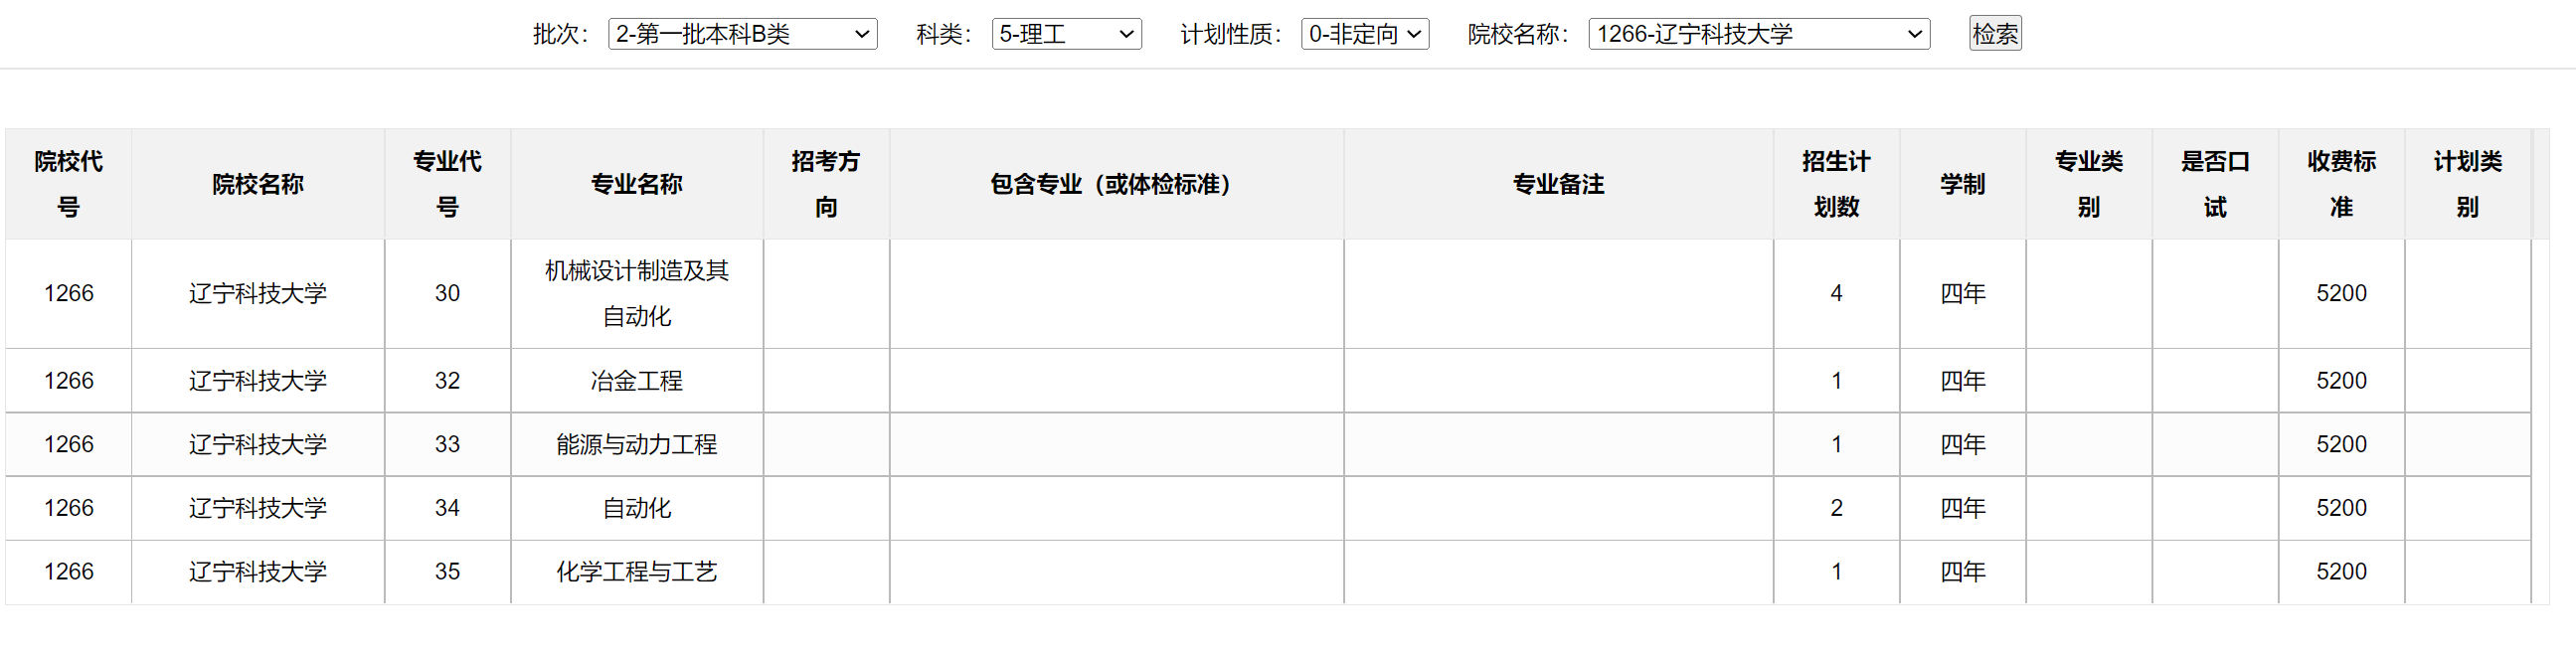 批次： 2-第一批本科B类 科类： 5-理工 计划性质： 0-非定向 院校名称： 1266-辽宁科技大学 检索
院校代号 院校名称 专业代号 专业名称 招考方向 包含专业（或体检标准） 专业备注 招生计划数 学制 专业类别 是否口试 收费标准 计划类别
1266 辽宁科技大学 30 机械设计制造及其自动化 4 四年 5200
1266 辽宁科技大学 32 冶金工程 1 四年 5200
1266 辽宁科技大学 33 能源与动力工程 1 四年 5200
1266 辽宁科技大学 34 自动化 2 四年 5200
1266 辽宁科技大学 35 化学工程与工艺 1 四年 5200